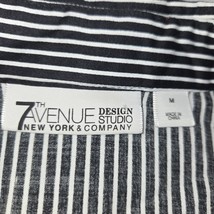 7TH
AVENUE DESIGN
STUDIO
NEW YORK & COMPANY
M
MADE IN
CHINA